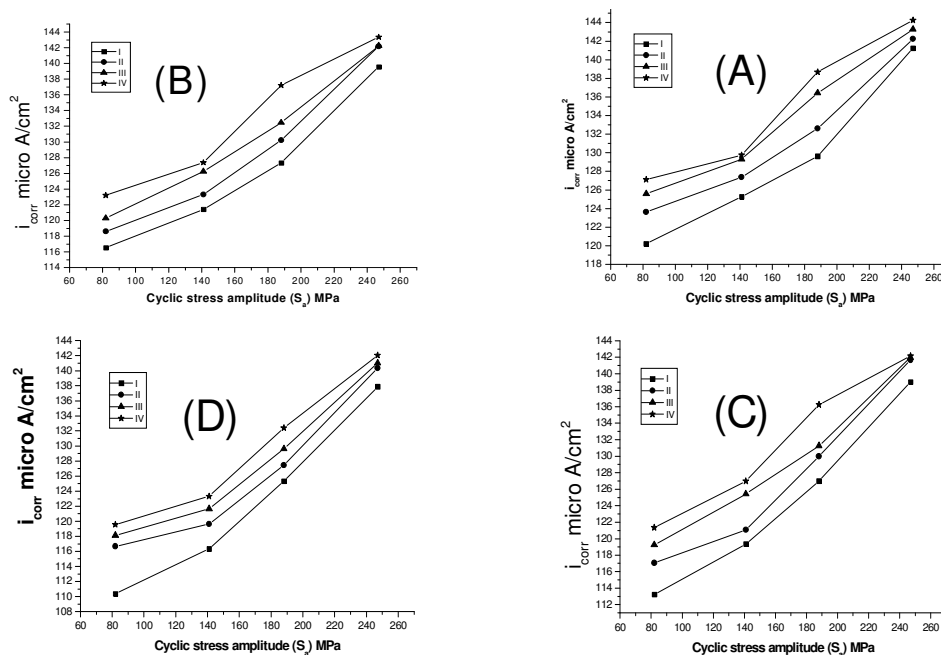 144
142
140
138
136
134
132
130
128
126
124
122
120
118
116
114
i_corr micro A/cm²
I
II
III
IV
(B)
60 80 100 120 140 160 180 200 220 240 260
Cyclic stress amplitude (S_a) MPa
144
142
140
138
136
134
132
130
128
126
124
122
120
118
i_corr micro A/cm²
I
II
III
IV
(A)
60 80 100 120 140 160 180 200 220 240 260
Cyclic stress amplitude (S_a) MPa
144
142
140
138
136
134
132
130
128
126
124
122
120
118
116
114
112
110
108
i_corr micro A/cm²
I
II
III
IV
(D)
60 80 100 120 140 160 180 200 220 240 260
Cyclic stress amplitude (S_a) MPa
144
142
140
138
136
134
132
130
128
126
124
122
120
118
116
114
112
i_corr micro A/cm²
I
II
III
IV
(C)
60 80 100 120 140 160 180 200 220 240 260
Cyclic stress amplitude (S_a) MPa